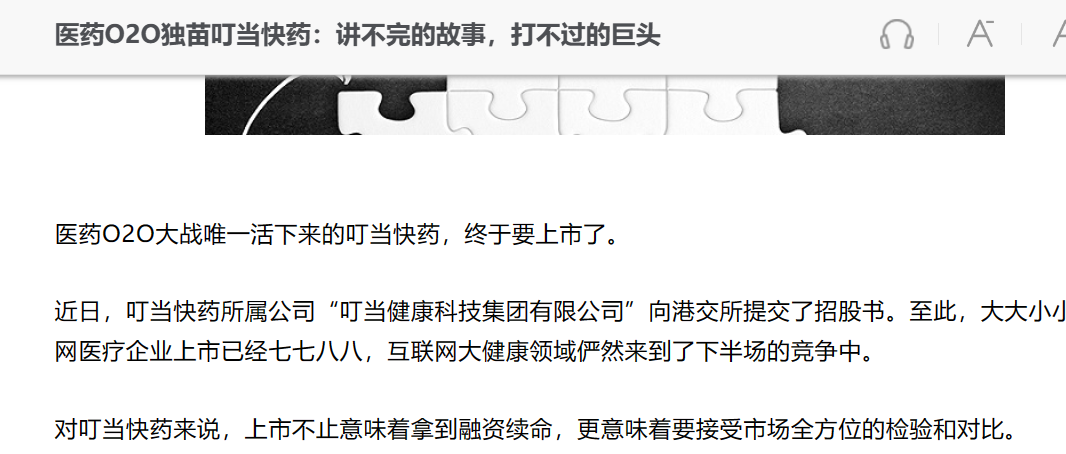 医药O2O独苗叮当快药：讲不完的故事，打不过的巨头
医药O2O大战唯一活下来的叮当快药，终于要上市了。
近日，叮当快药所属公司“叮当健康科技集团有限公司”向港交所提交了招股书。至此，大大小小
网医疗企业上市已经七七八八，互联网大健康领域俨然来到了下半场的竞争中。
对叮当快药来说，上市不止意味着拿到融资续命，更意味着要接受市场全方位的检验和对比。